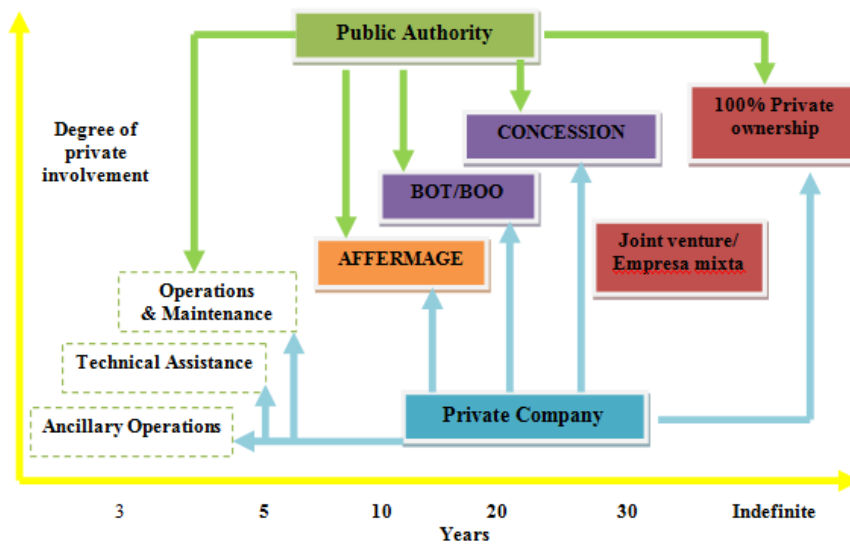 Public Authority
100% Private
ownership
Degree of
private
involvement
CONCESSION
BOT/BOO
Joint venture/
Empresa mixta
AFFERMAGE
Operations
& Maintenance
Technical Assistance
Ancillary Operations
Private Company
3 5 10 20 30 Indefinite
Years